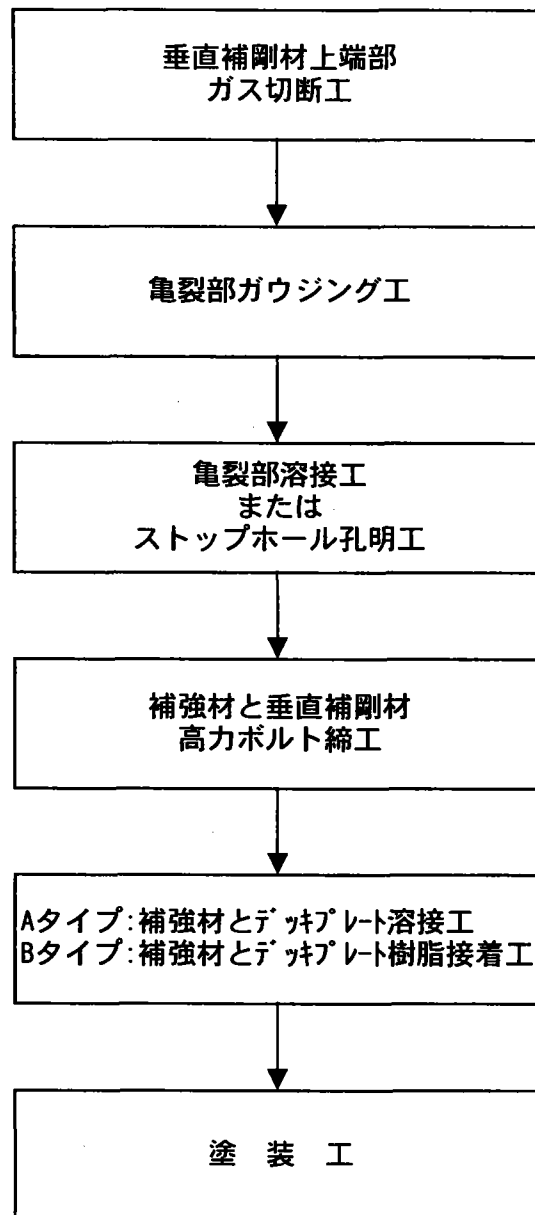 垂直補剛材上端部
ガス切断工
亀裂部ガウジング工
亀裂部溶接工
または
ストップホール孔明工
補強材と垂直補剛材
高力ボルト締工
Aタイプ:補強材とﾃﾞｯｷﾌﾟﾚｰﾄ溶接工
Bタイプ:補強材とﾃﾞｯｷﾌﾟﾚｰﾄ樹脂接着工
塗 装 工